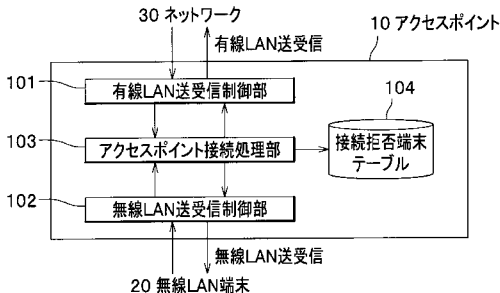 30 ネットワーク
10 アクセスポイント
有線LAN送受信
101
有線LAN送受信制御部
104
103
アクセスポイント接続処理部
接続拒否端末
テーブル
102
無線LAN送受信制御部
無線LAN送受信
20 無線LAN端末